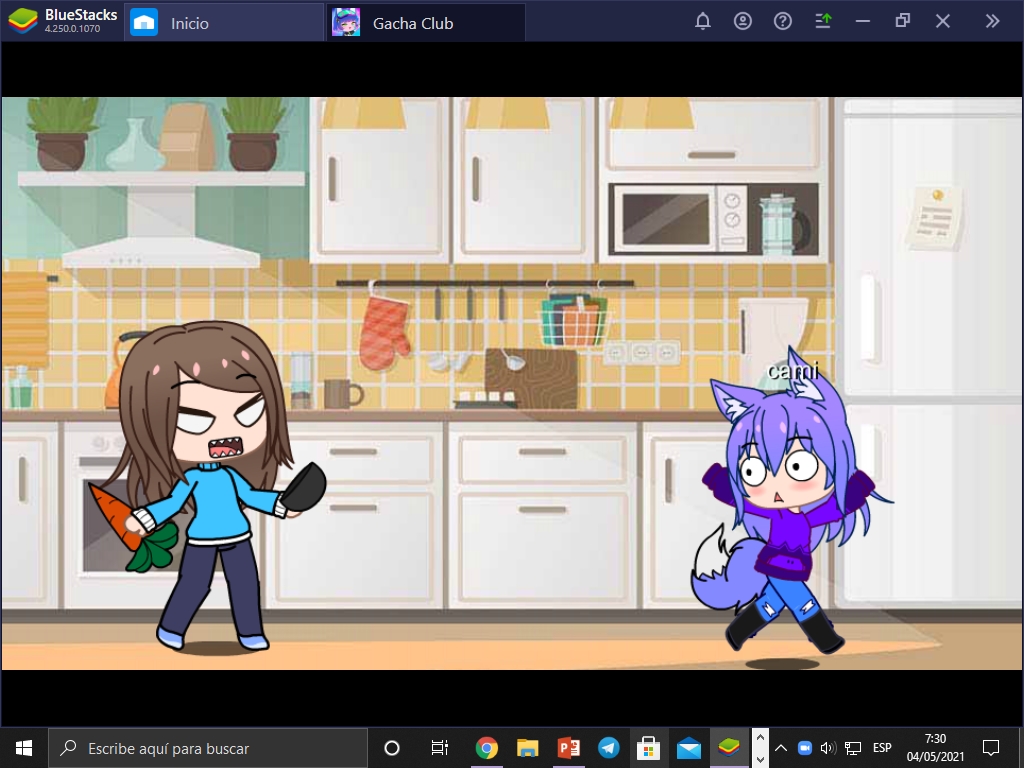 BlueStacks
4.250.0.1070
Inicio
Gacha Club
cami
Escribe aquí para buscar
ESP
7:30
04/05/2021